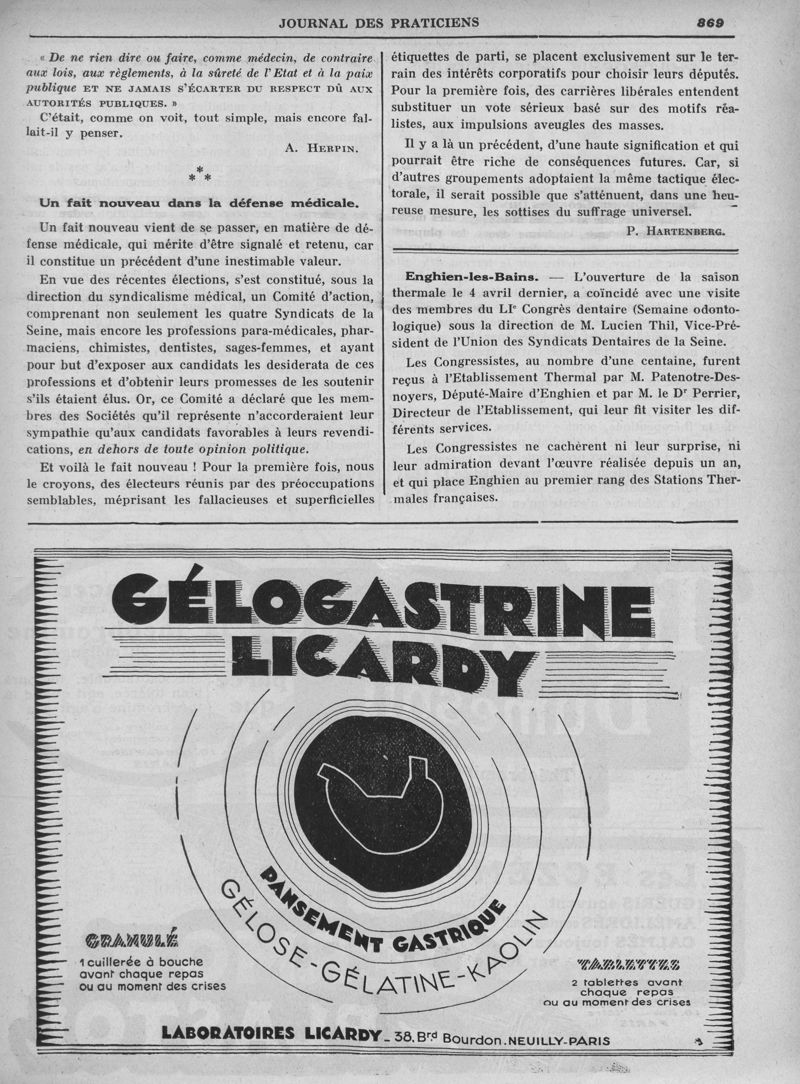 JOURNAL DES PRATICIENS
869
« De ne rien dire ou faire, comme médecin, de contraire
aux lois, aux règlements, à la sûreté de l'Etat et à la paix
publique ET NE JAMAIS S'ÉCARTER DU RESPECT DÛ AUX
AUTORITÉS PUBLIQUES. »
C'était, comme on voit, tout simple, mais encore fal-
lait-il y penser.
A. HERPIN.
*
* *
Un fait nouveau dans la défense médicale.
Un fait nouveau vient de se passer, en matière de dé-
fense médicale, qui mérite d'être signalé et retenu, car
il constitue un précédent d'une inestimable valeur.
En vue des récentes élections, s'est constitué, sous la
direction du syndicalisme médical, un Comité d'action,
comprenant non seulement les quatre Syndicats de la
Seine, mais encore les professions para-médicales, phar-
maciens, chimistes, dentistes, sages-femmes, et ayant
pour but d'exposer aux candidats les desiderata de ces
professions et d'obtenir leurs promesses de les soutenir
s'ils étaient élus. Or, ce Comité a déclaré que les mem-
bres des Sociétés qu'il représente n'accorderaient leur
sympathie qu'aux candidats favorables à leurs revendi-
cations, en dehors de toute opinion politique.
Et voilà le fait nouveau ! Pour la première fois, nous
le croyons, des électeurs réunis par des préoccupations
semblables, méprisant les fallacieuses et superficielles
étiquettes de parti, se placent exclusivement sur le ter-
rain des intérêts corporatifs pour choisir leurs députés.
Pour la première fois, des carrières libérales entendent
substituer un vote sérieux basé sur des motifs réa-
listes, aux impulsions aveugles des masses.
Il y a là un précédent, d'une haute signification et qui
pourrait être riche de conséquences futures. Car, si
d'autres groupements adoptaient la même tactique élec-
torale, il serait possible que s'atténuent, dans une heu-
reuse mesure, les sottises du suffrage universel.
P. HARTENBERG.
Enghien-les-Bains. — L'ouverture de la saison
thermale le 4 avril dernier, a coïncidé avec une visite
des membres du LIe Congrès dentaire (Semaine odonto-
logique) sous la direction de M. Lucien Thil, Vice-Pré-
sident de l'Union des Syndicats Dentaires de la Seine.
Les Congressistes, au nombre d'une centaine, furent
reçus à l'Etablissement Thermal par M. Patenotre-Des-
noyers, Député-Maire d'Enghien et par M. le Dr Perrier,
Directeur de l'Etablissement, qui leur fit visiter les dif-
férents services.
Les Congressistes ne cachèrent ni leur surprise, ni
leur admiration devant l'œuvre réalisée depuis un an,
et qui place Enghien au premier rang des Stations Ther-
males françaises.
GÉLOGASTRINE
LICARDY
PANSEMENT GASTRIQUE
GÉLOSE-GÉLATINE-KAOLIN
GRANULÉ
1 cuillerée à bouche
avant chaque repas
ou au moment des crises
TABLETTES
2 tablettes avant
chaque repas
ou au moment des crises
LABORATOIRES LICARDY_38, Brd Bourdon.NEUILLY-PARIS